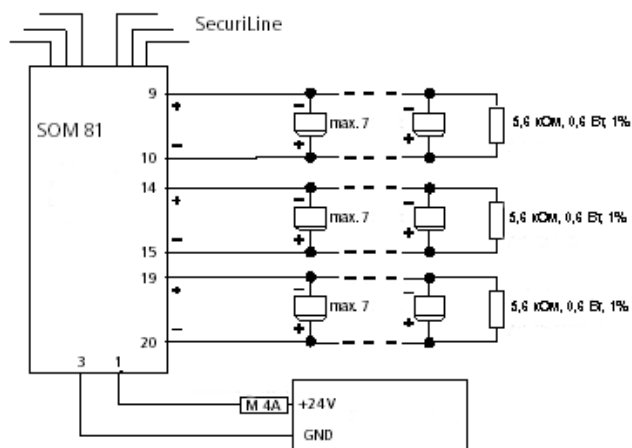 SecuriLine
SOM 81
9
+
−
10
− +
max. 7
− +
5,6 кОм, 0,6 Вт, 1%
14
+
−
15
− +
max. 7
− +
5,6 кОм, 0,6 Вт, 1%
19
+
−
20
− +
max. 7
− +
5,6 кОм, 0,6 Вт, 1%
3 1
M 4A
+24V
GND